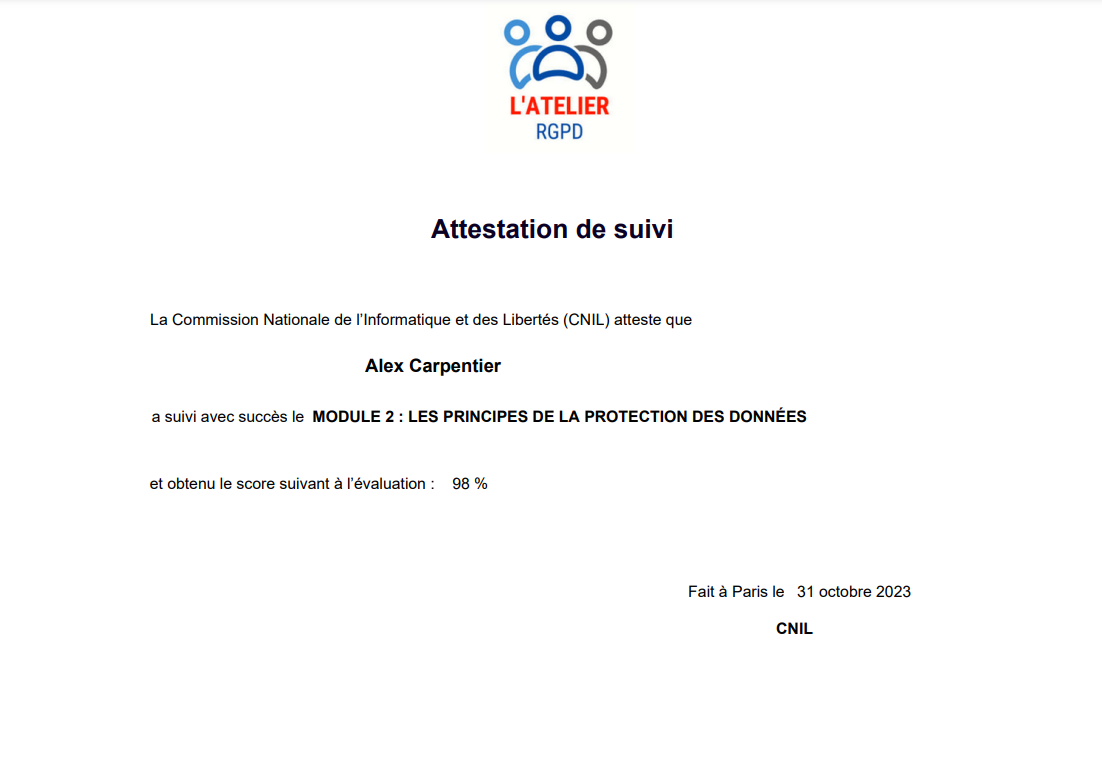 L'ATELIER
RGPD
Attestation de suivi
La Commission Nationale de l’Informatique et des Libertés (CNIL) atteste que
Alex Carpentier
a suivi avec succès le MODULE 2 : LES PRINCIPES DE LA PROTECTION DES DONNÉES
et obtenu le score suivant à l’évaluation : 98 %
Fait à Paris le 31 octobre 2023
CNIL